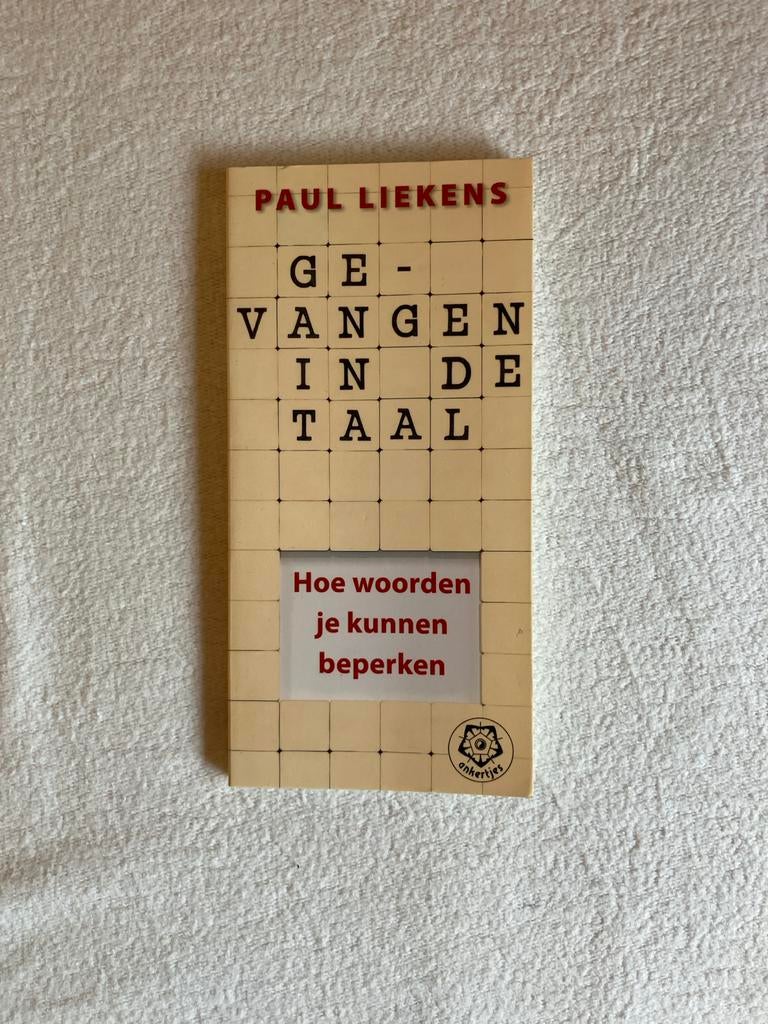 PAUL LIEKENS
GE-
VANGEN
IN DE
TAAL
Hoe woorden
je kunnen
beperken
ankertjes